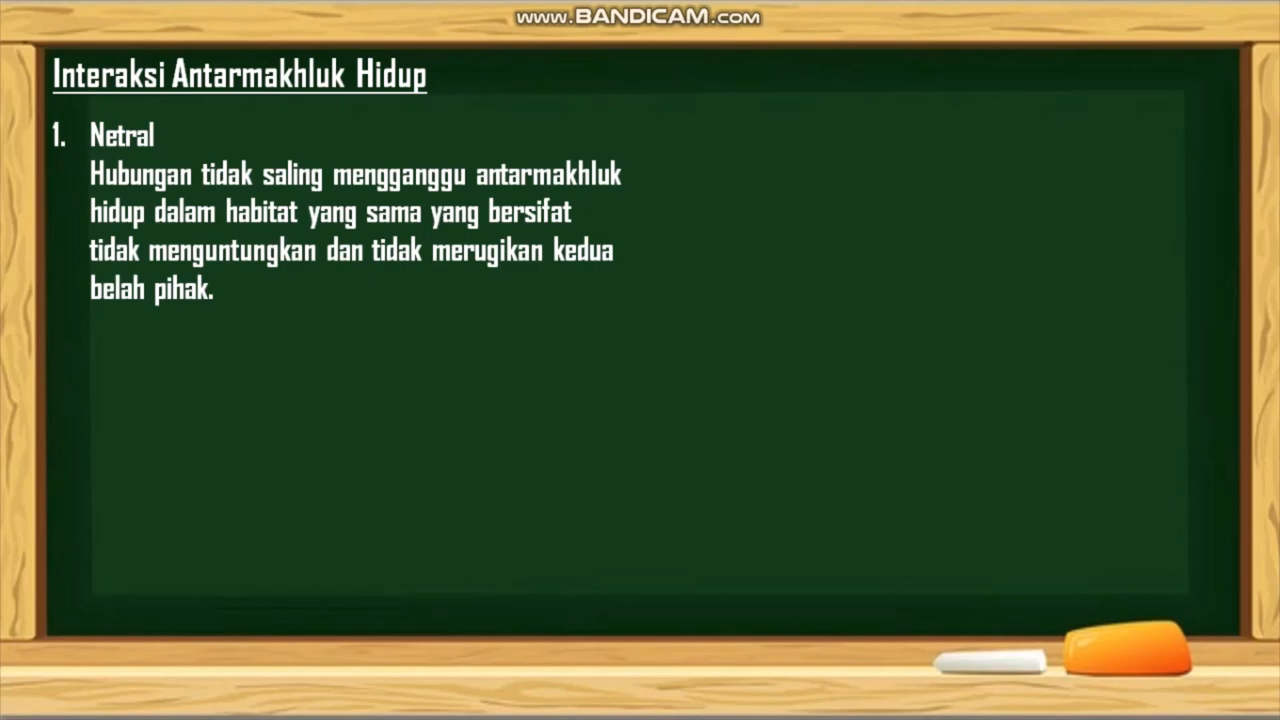 www.BANDICAM.com
Interaksi Antarmakhluk Hidup
1. Netral
Hubungan tidak saling mengganggu antarmakhluk
hidup dalam habitat yang sama yang bersifat
tidak menguntungkan dan tidak merugikan kedua
belah pihak.